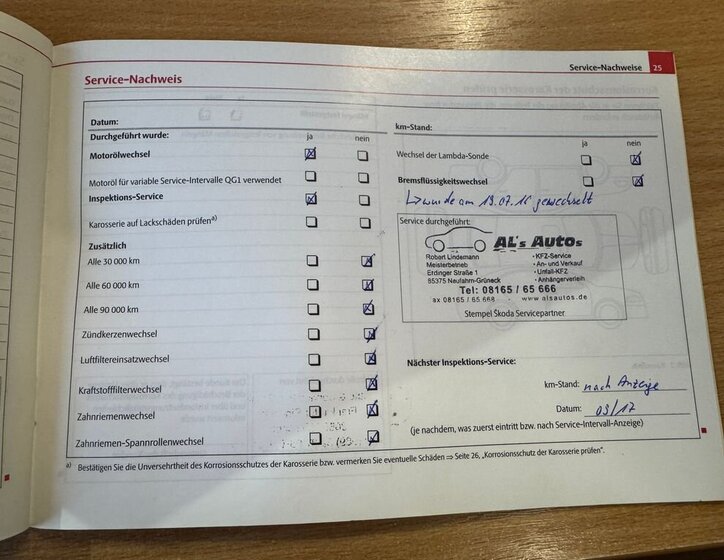 Service-Nachweise 25
Service-Nachweis
Datum:
Durchgeführt wurde: ja nein
Motorölwechsel
Motoröl für variable Service-Intervalle QG1 verwendet
Inspektions-Service
Karosserie auf Lackschäden prüfen a)
Zusätzlich
Alle 30 000 km
Alle 60 000 km
Alle 90 000 km
Zündkerzenwechsel
Luftfiltereinsatzwechsel
Kraftstofffilterwechsel
Zahnriemenwechsel
Zahnriemen-Spannrollenwechsel
km-Stand:
ja nein
Wechsel der Lambda-Sonde
Bremsflüssigkeitswechsel
wurde am 19.07.16 gewechselt
Service durchgeführt:
AL's Autos
Robert Lindemann
Meisterbetrieb
Erdinger Straße 1
85375 Neufahrn-Grüneck
• KFZ-Service
• An- und Verkauf
• Unfall-KFZ
• Anhängerverleih
Tel: 08165 / 65 666
ax 08165 / 65 668 www.alsautos.de
Stempel Škoda Servicepartner
Nächster Inspektions-Service:
km-Stand: nach Anzeige
Datum: 09/17
(je nachdem, was zuerst eintritt bzw. nach Service-Intervall-Anzeige)
a) Bestätigen Sie die Unversehrtheit des Korrosionsschutzes der Karosserie bzw. vermerken Sie eventuelle Schäden ⇒ Seite 26, „Korrosionsschutz der Karosserie prüfen“.